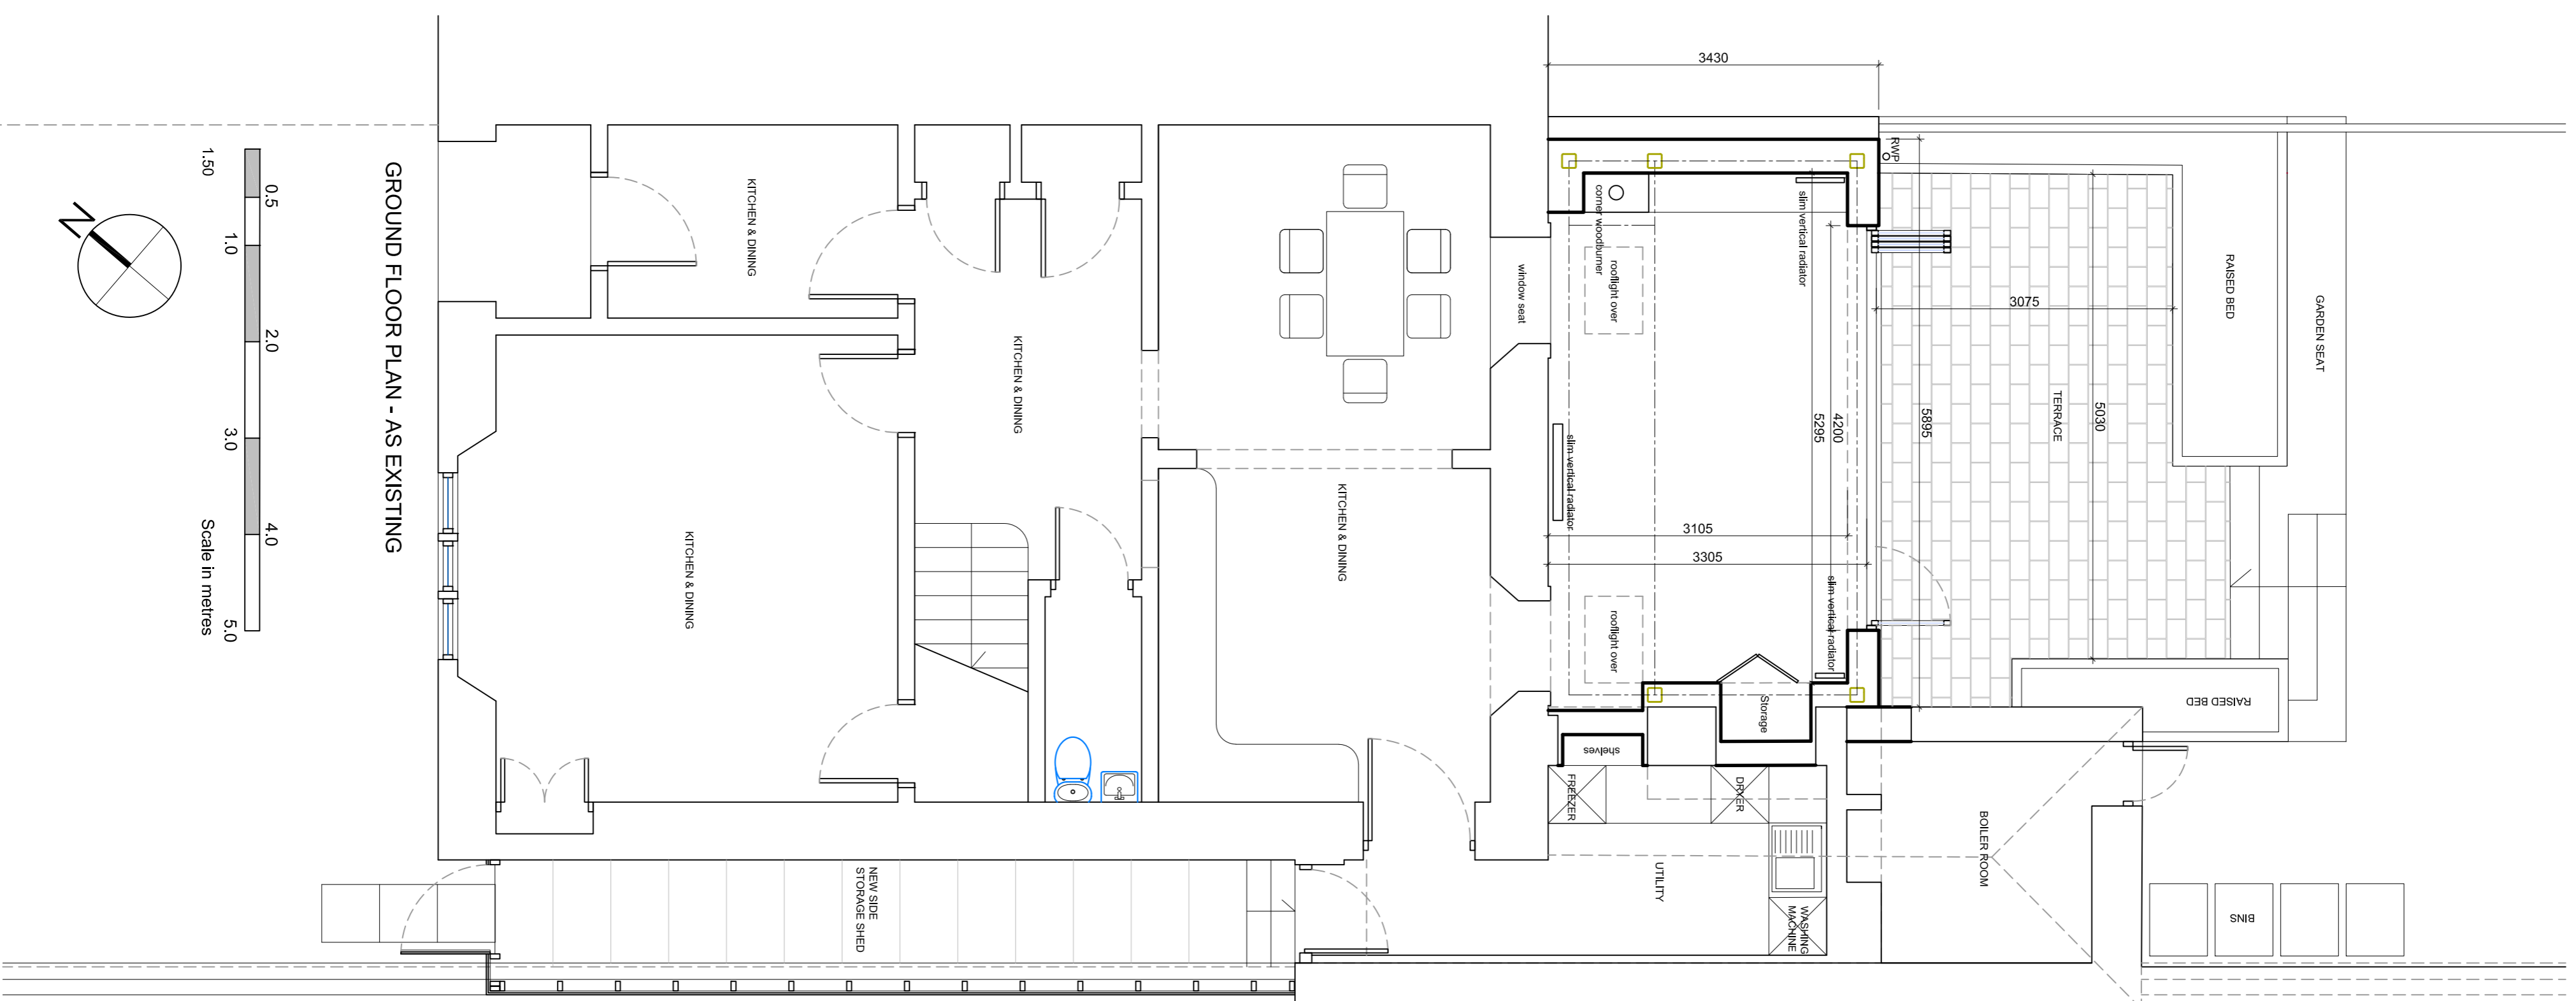 GROUND FLOOR PLAN - AS EXISTING
1.50
0.5
1.0
2.0
3.0
4.0
5.0
Scale in metres
N
KITCHEN & DINING
KITCHEN & DINING
KITCHEN & DINING
KITCHEN & DINING
window seat
corner woodburner
rooflight over
slim vertical radiator
slim vertical radiator
rooflight over
slim vertical radiator
Storage
shelves
3430
3105
3305
5295
4200
5895
3075
5030
RWP
TERRACE
RAISED BED
GARDEN SEAT
RAISED BED
FREEZER
DRYER
UTILITY
WASHING
MACHINE
BOILER ROOM
BINS
NEW SIDE
STORAGE SHED